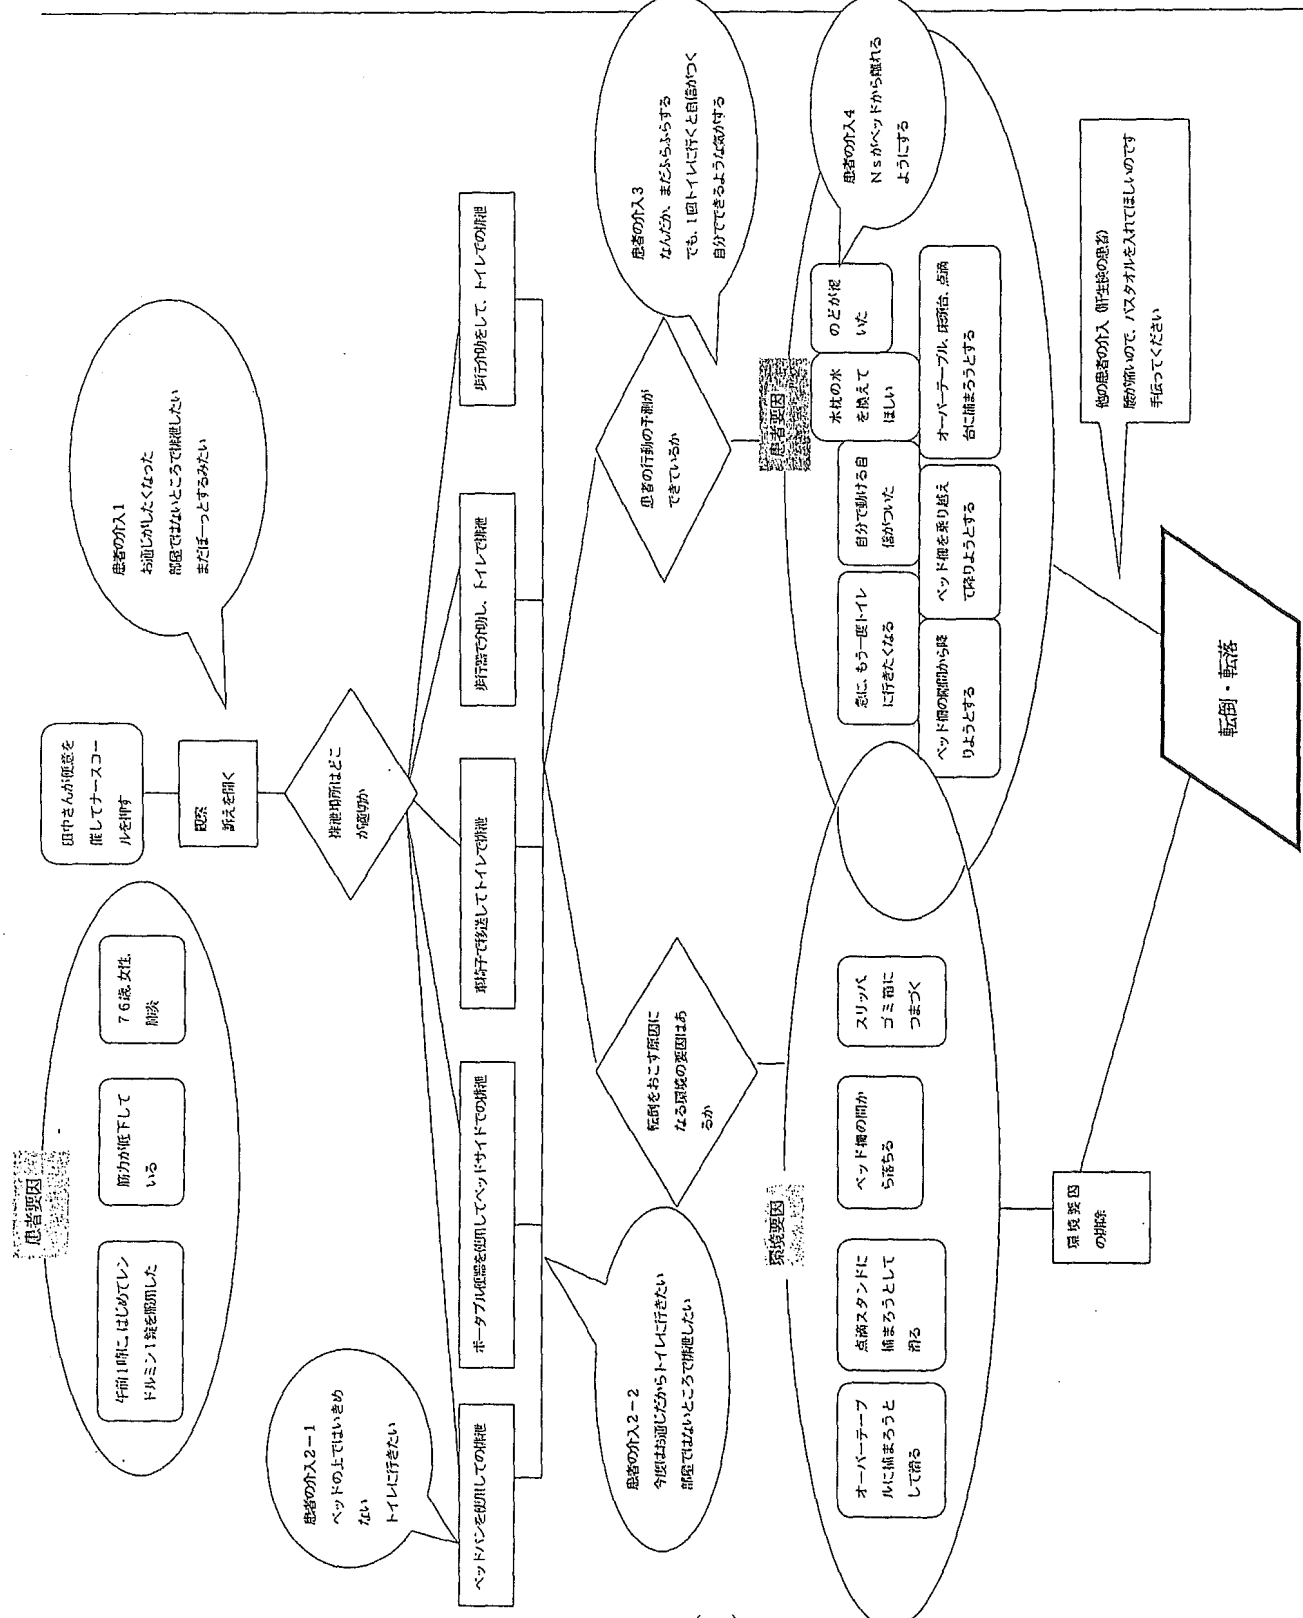 患者要因
午前1時に、はじめてレン
ドルミン1錠を服用した
筋力が低下して
いる
76歳、女性、
肺炎
田中さんが便意を
催してナースコー
ルを押す
観察
訴えを聞く
患者の介入1
お通じがしたくなった
部屋ではないところで排泄したい
まだぼーっとするみたい
排泄場所はどこ
が適切か
患者の介入2-1
ベッドの上ではいきめ
ない
トイレに行きたい
ベッドパンを使用しての排泄
ポータブル便器を使用してベッドサイドでの排泄
車椅子で移送してトイレで排泄
歩行器で介助し、トイレで排泄
歩行介助をして、トイレでの排泄
患者の介入2-2
今度はお通じだからトイレに行きたい
部屋ではないところで排泄したい
転倒をおこす原因に
なる環境の要因はあ
るか
患者の行動の予測が
できているか
患者の介入3
なんだか、まだふらふらする
でも、1回トイレに行くと自信がつく
自分でできるような気がする
環境要因
オーバーテーブ
ルに捕まろうと
して滑る
点滴スタンドに
捕まろうとして
滑る
ベッド柵の間か
ら落ちる
スリッパ、
ゴミ箱に
つまづく
患者要因
急に、もう一度トイレ
に行きたくなる
自分で動ける自
信がついた
氷枕の氷
を換えて
ほしい
のどが渇
いた
患者の介入4
Nsがベッドから離れる
ようにする
ベッド柵の隙間から降
りようとする
ベッド柵を乗り越え
て降りようとする
オーバーテーブル、床頭台、点滴
台に捕まろうとする
環境要因
の排除
他の患者の介入(肝生検の患者)
腰が痛いので、バスタオルを入れてほしいのです
手伝ってください
転倒・転落